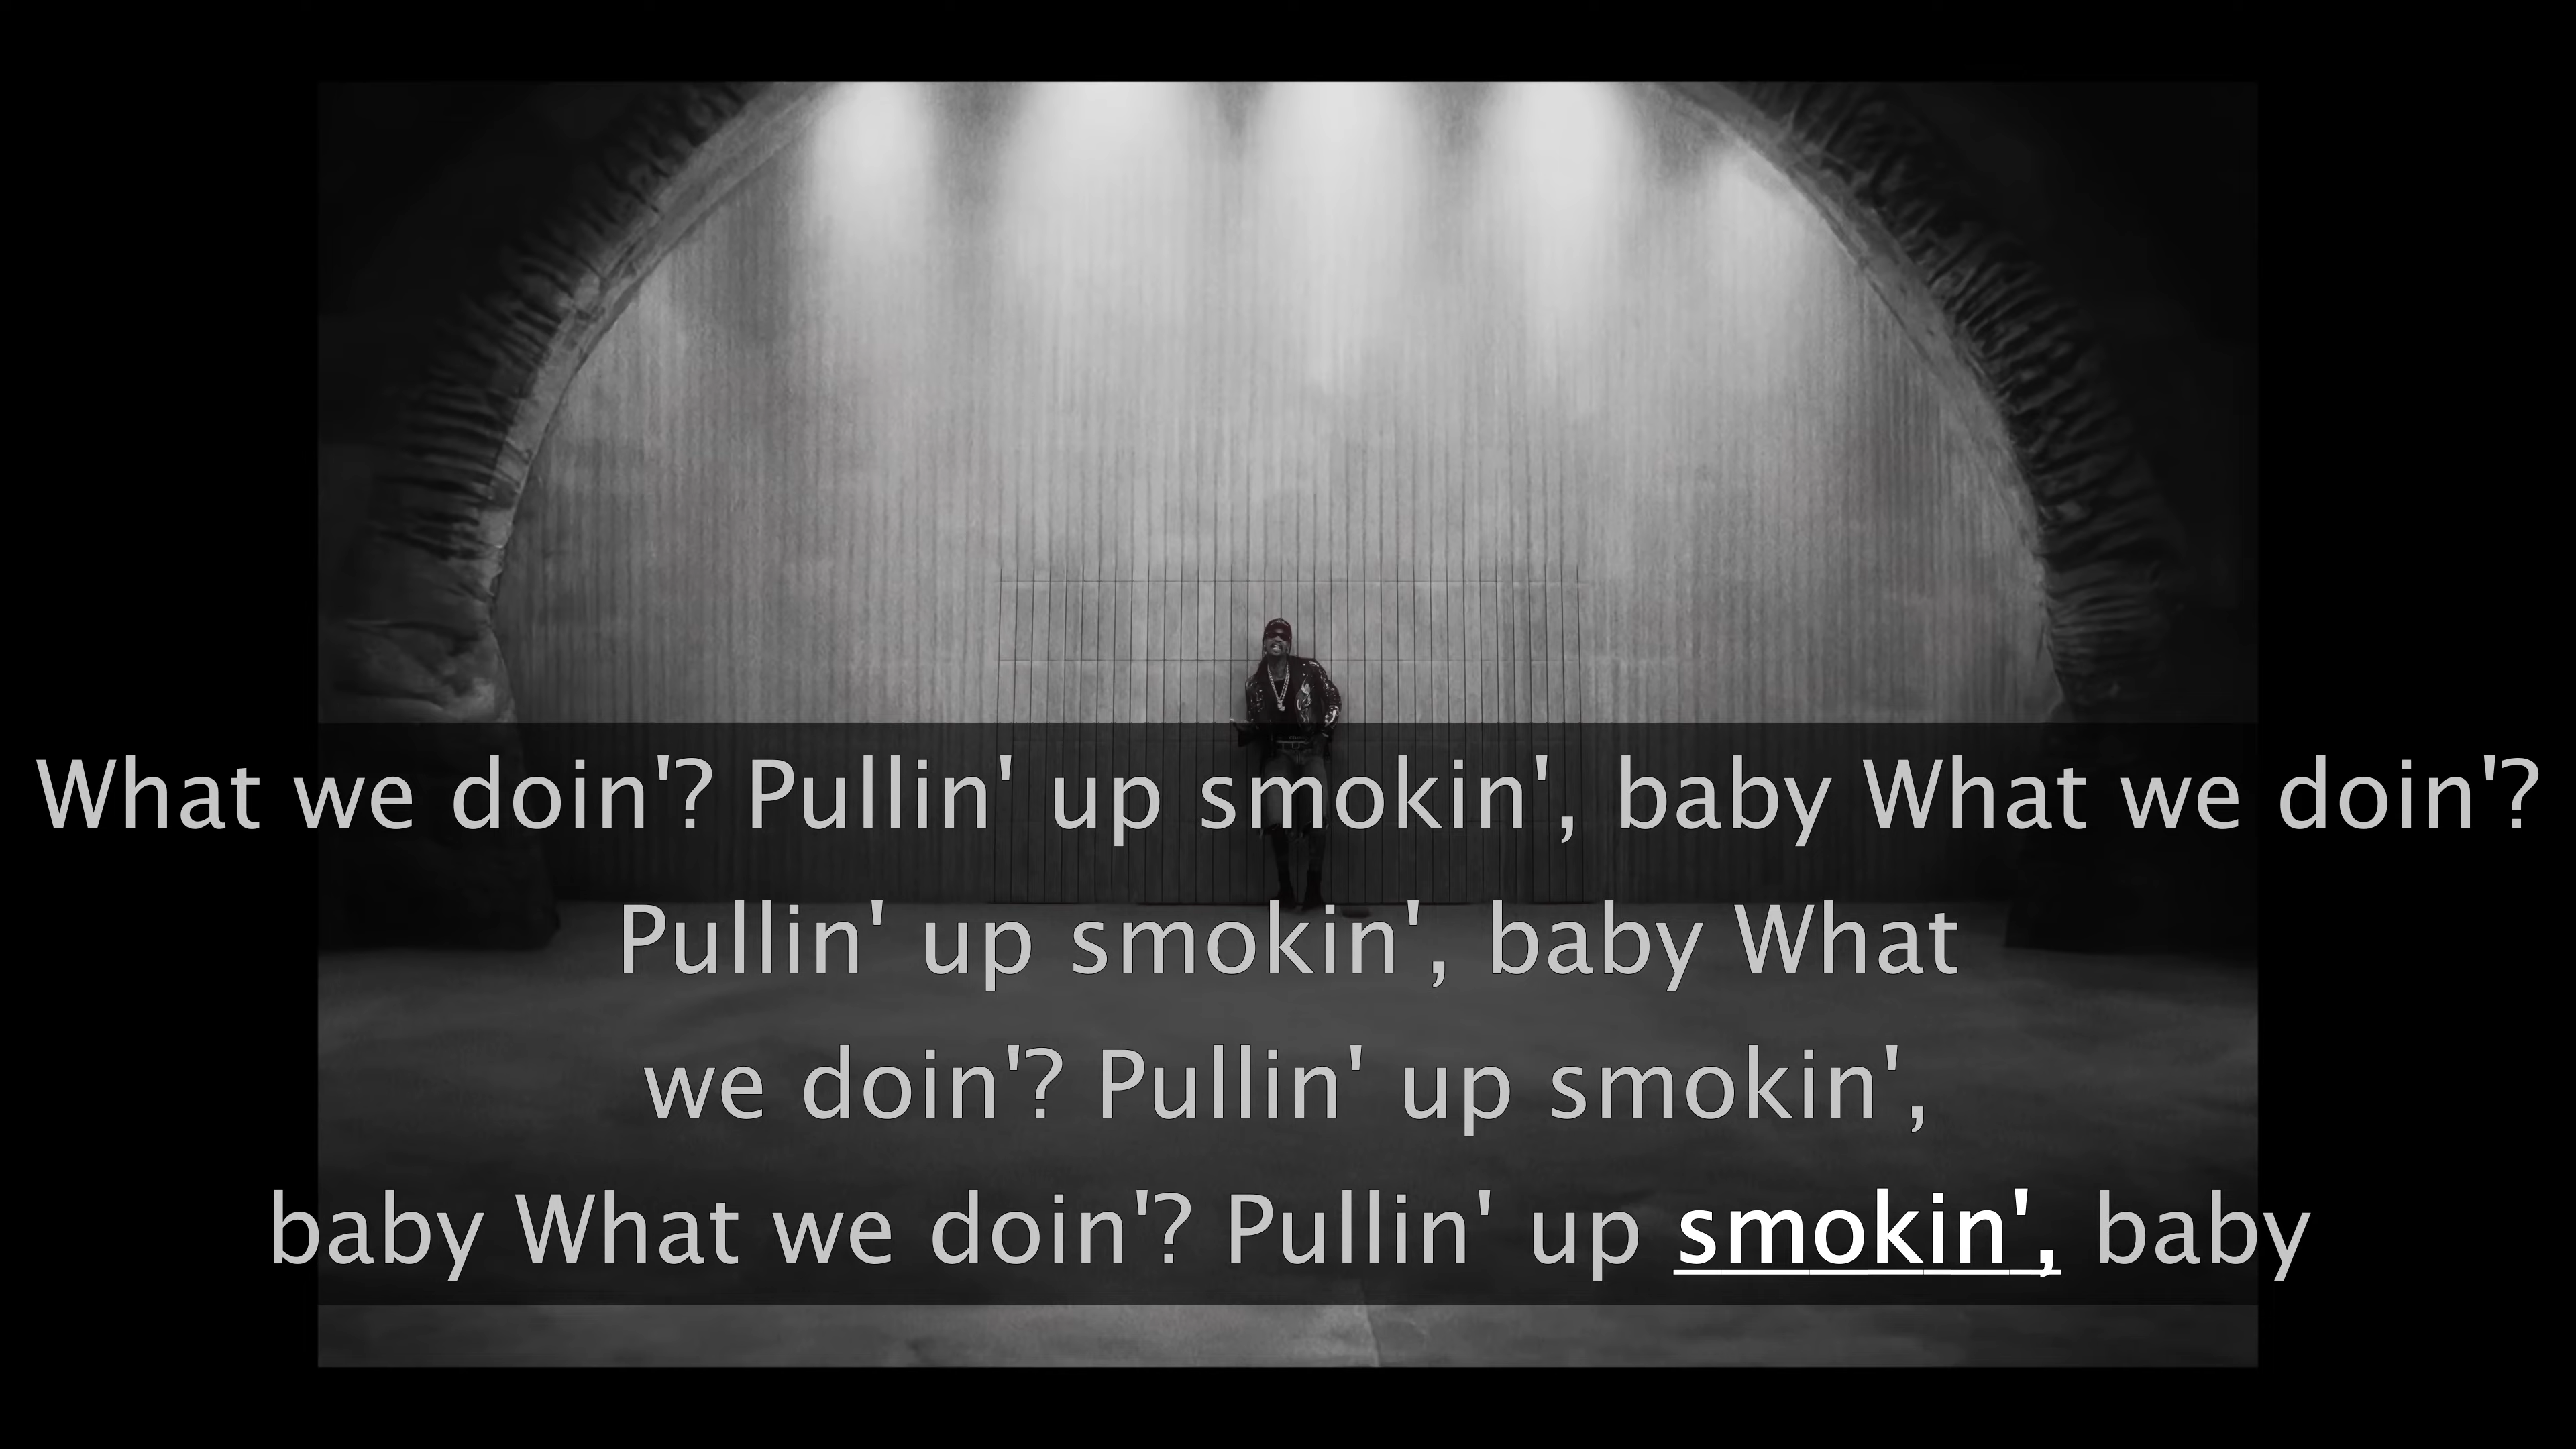 What we doin'? Pullin' up smokin', baby What we doin'?
Pullin' up smokin', baby What
we doin'? Pullin' up smokin',
baby What we doin'? Pullin' up smokin', baby